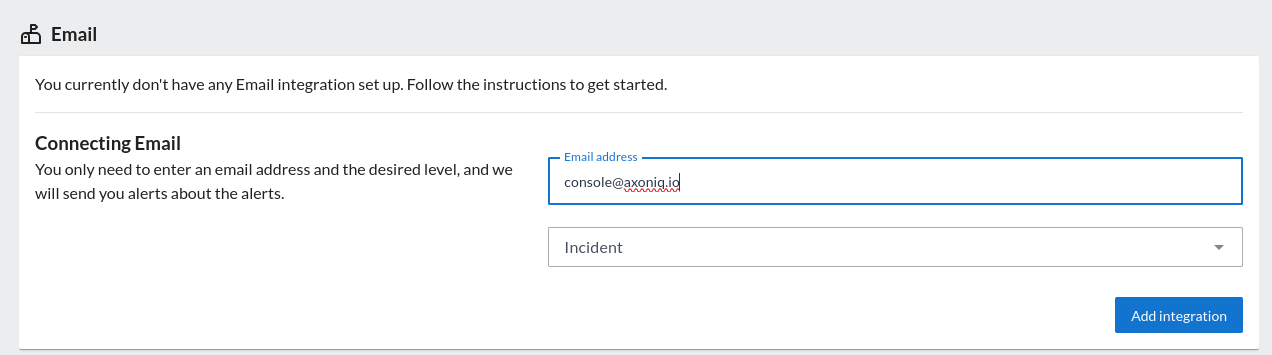 Email
You currently don't have any Email integration set up. Follow the instructions to get started.
Connecting Email
You only need to enter an email address and the desired level, and we
will send you alerts about the alerts.
Email address
console@axoniq.io
Incident
Add integration